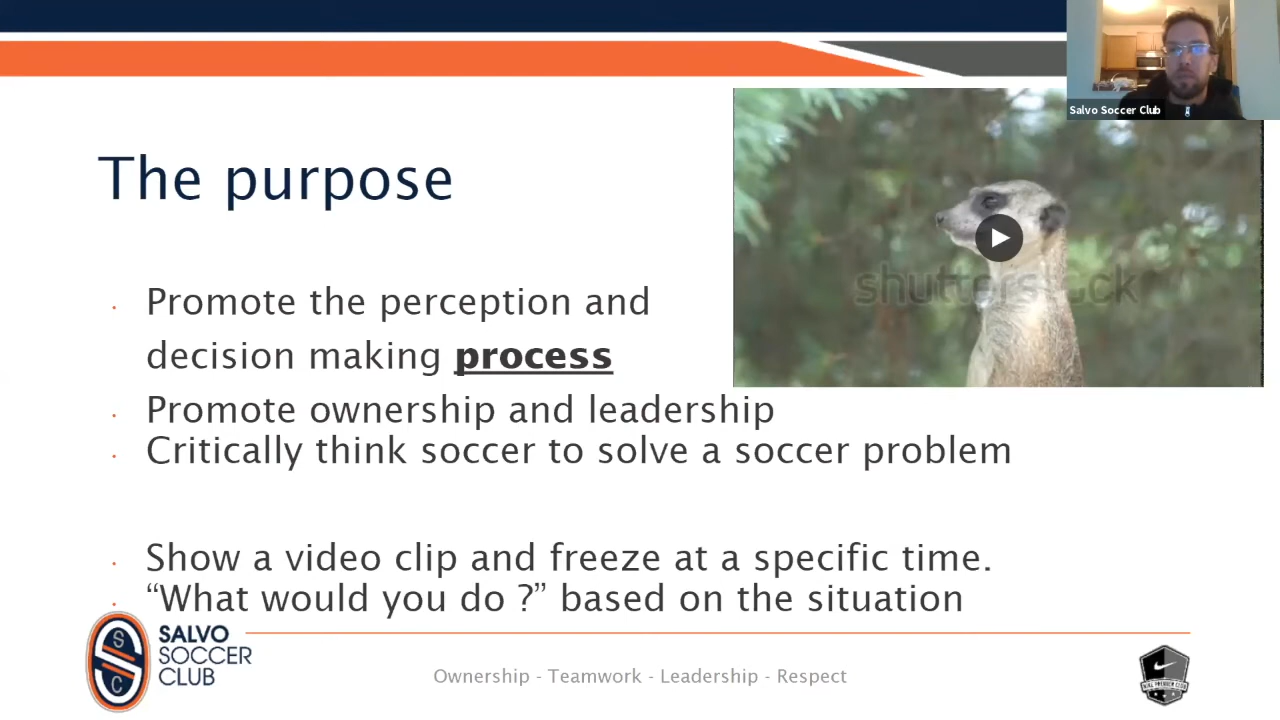 Salvo Soccer Club
The purpose
shutterstock
· Promote the perception and
decision making process
· Promote ownership and leadership
· Critically think soccer to solve a soccer problem
· Show a video clip and freeze at a specific time.
· “What would you do ?” based on the situation
S
S
C
SALVO
SOCCER
CLUB
Ownership - Teamwork - Leadership - Respect